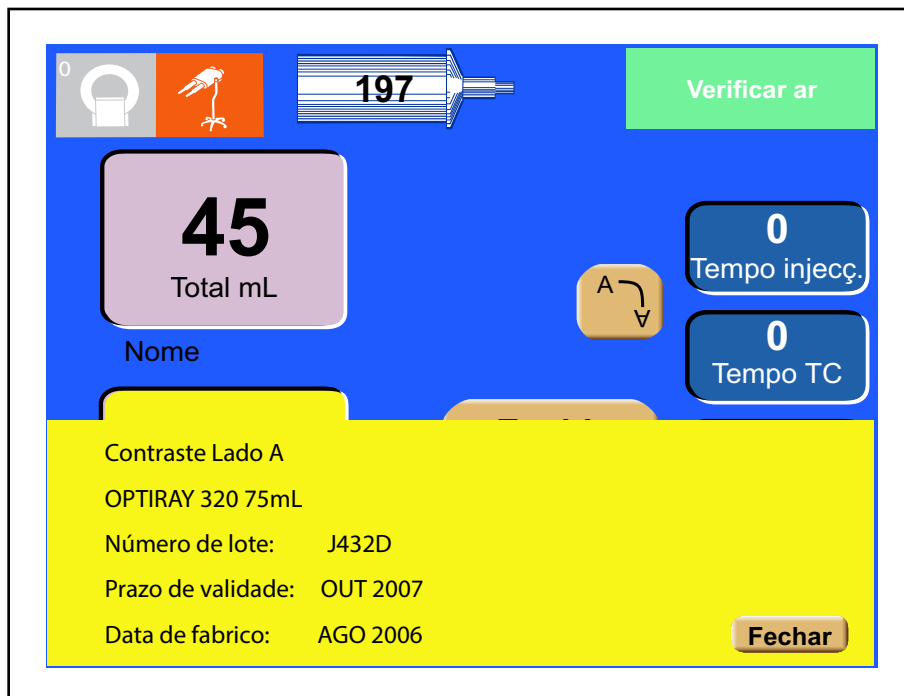 0
197
Verificar ar
45
Total mL
0
Tempo injecç.
A
A
Nome
0
Tempo TC
Contraste Lado A
OPTIRAY 320 75mL
Número de lote: J432D
Prazo de validade: OUT 2007
Data de fabrico: AGO 2006
Fechar